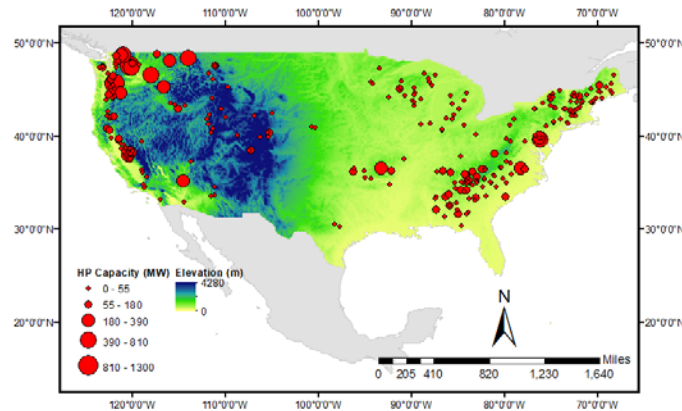 120°0'0"W 110°0'0"W 100°0'0"W 90°0'0"W 80°0'0"W 70°0'0"W
50°0'0"N 50°0'0"N
40°0'0"N 40°0'0"N
30°0'0"N 30°0'0"N
20°0'0"N 20°0'0"N
HP Capacity (MW) Elevation (m)
0 - 55 4280
55 - 180 0
180 - 390
390 - 810
810 - 1300
N
Miles
0 205 410 820 1,230 1,640
120°0'0"W 110°0'0"W 100°0'0"W 90°0'0"W 80°0'0"W 70°0'0"W